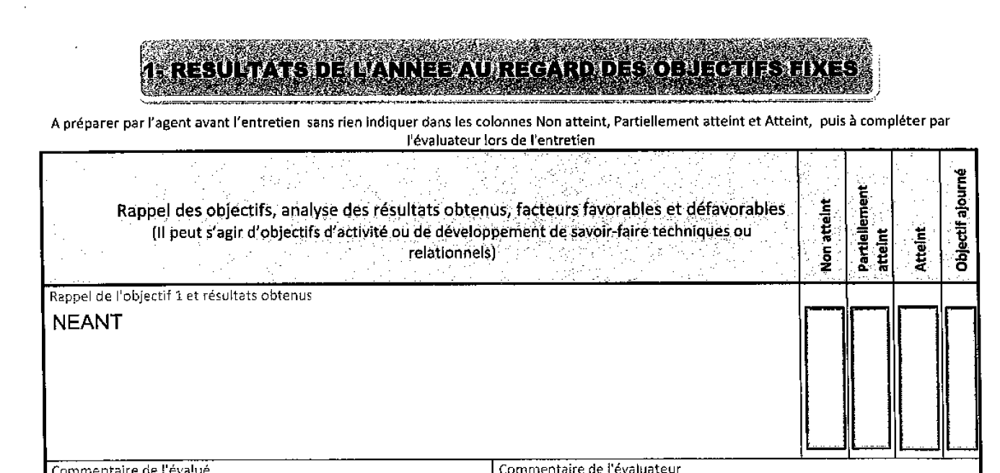 1- RESULTATS DE L'ANNEE AU REGARD DES OBJECTIFS FIXES
A préparer par l'agent avant l'entretien sans rien indiquer dans les colonnes Non atteint, Partiellement atteint et Atteint, puis à compléter par
l'évaluateur lors de l'entretien
Rappel des objectifs, analyse des résultats obtenus, facteurs favorables et défavorables
(Il peut s'agir d'objectifs d'activité ou de développement de savoir-faire techniques ou
relationnels)
Non atteint
Partiellement
atteint
Atteint
Objectif ajourné
Rappel de l'objectif 1 et résultats obtenus
NEANT
Commentaire de l'évalué
Commentaire de l'évaluateur